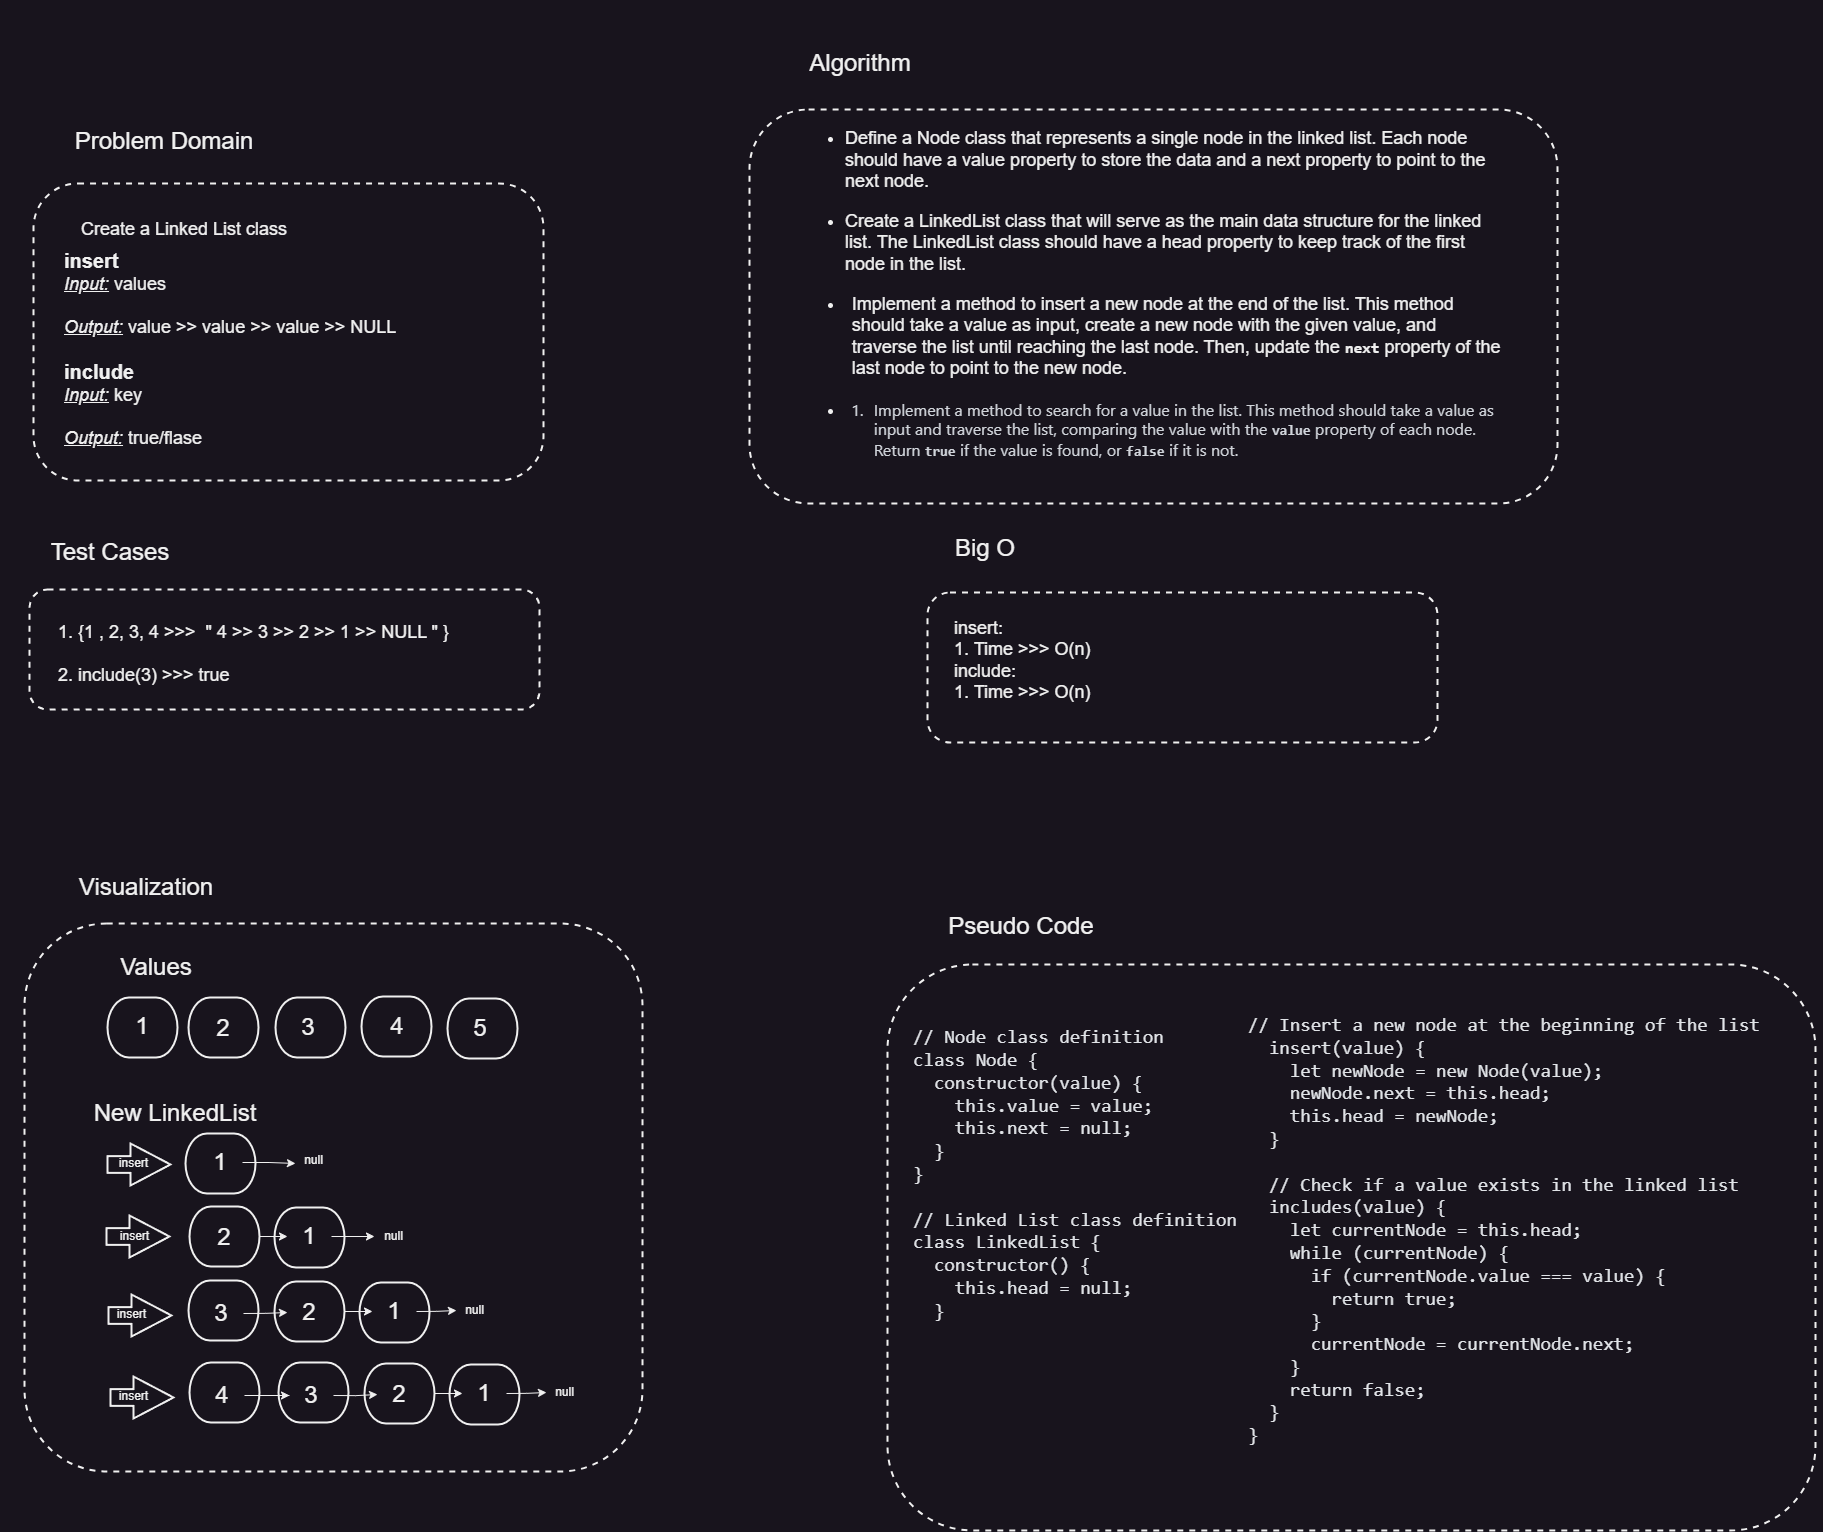 Problem Domain
Create a Linked List class
insert
Input: values
Output: value >> value >> value >> NULL
include
Input: key
Output: true/flase
Algorithm
• Define a Node class that represents a single node in the linked list. Each node
should have a value property to store the data and a next property to point to the
next node.
• Create a LinkedList class that will serve as the main data structure for the linked
list. The LinkedList class should have a head property to keep track of the first
node in the list.
• Implement a method to insert a new node at the end of the list. This method
should take a value as input, create a new node with the given value, and
traverse the list until reaching the last node. Then, update the next property of the
last node to point to the new node.
• 1. Implement a method to search for a value in the list. This method should take a value as
input and traverse the list, comparing the value with the value property of each node.
Return true if the value is found, or false if it is not.
Test Cases
1. {1 , 2, 3, 4 >>> " 4 >> 3 >> 2 >> 1 >> NULL " }
2. include(3) >>> true
Big O
insert:
1. Time >>> O(n)
include:
1. Time >>> O(n)
Visualization
Values
1 2 3 4 5
New LinkedList
insert 1 null
insert 2 1 null
insert 3 2 1 null
insert 4 3 2 1 null
Pseudo Code
// Node class definition
class Node {
  constructor(value) {
    this.value = value;
    this.next = null;
  }
}
// Linked List class definition
class LinkedList {
  constructor() {
    this.head = null;
  }
// Insert a new node at the beginning of the list
  insert(value) {
    let newNode = new Node(value);
    newNode.next = this.head;
    this.head = newNode;
  }
  // Check if a value exists in the linked list
  includes(value) {
    let currentNode = this.head;
    while (currentNode) {
      if (currentNode.value === value) {
        return true;
      }
      currentNode = currentNode.next;
    }
    return false;
  }
}